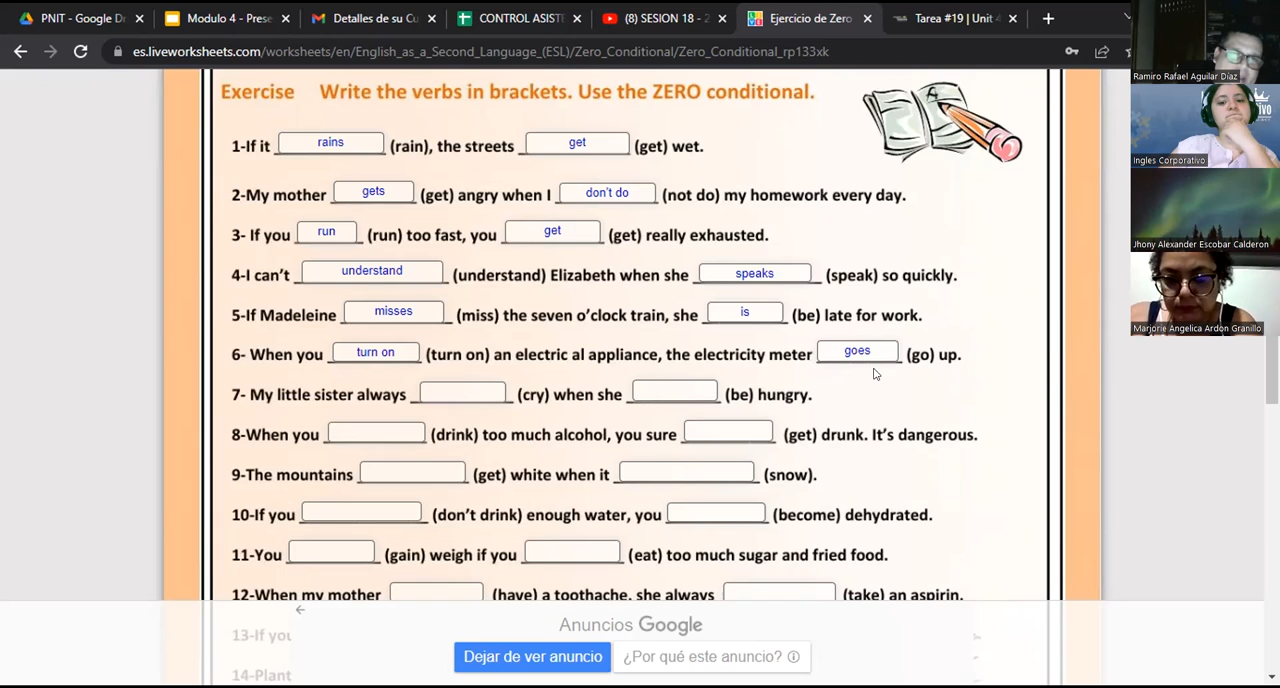 PNIT - Google Dr
Modulo 4 - Prese
Detalles de su Cu
CONTROL ASIST
(8) SESION 18 - 2
Ejercicio de Zero
Tarea #19 | Unit 4
es.liveworksheets.com/worksheets/en/English_as_a_Second_Language_(ESL)/Zero_Conditional/Zero_Conditional_rp133xk
Exercise Write the verbs in brackets. Use the ZERO conditional.
1-If it rains (rain), the streets get (get) wet.
2-My mother gets (get) angry when I don't do (not do) my homework every day.
3- If you run (run) too fast, you get (get) really exhausted.
4-I can't understand (understand) Elizabeth when she speaks (speak) so quickly.
5-If Madeleine misses (miss) the seven o'clock train, she is (be) late for work.
6- When you turn on (turn on) an electric al appliance, the electricity meter goes (go) up.
7- My little sister always (cry) when she (be) hungry.
8-When you (drink) too much alcohol, you sure (get) drunk. It's dangerous.
9-The mountains (get) white when it (snow).
10-If you (don't drink) enough water, you (become) dehydrated.
11-You (gain) weigh if you (eat) too much sugar and fried food.
12-When my mother (have) a toothache, she always (take) an aspirin.
13-If you
14-Plant
Anuncios Google
Dejar de ver anuncio
¿Por qué este anuncio?
Ramiro Rafael Aguilar Díaz
Ingles Corporativo
Jhony Alexander Escobar Calderon
Marjorie Angelica Ardon Granillo